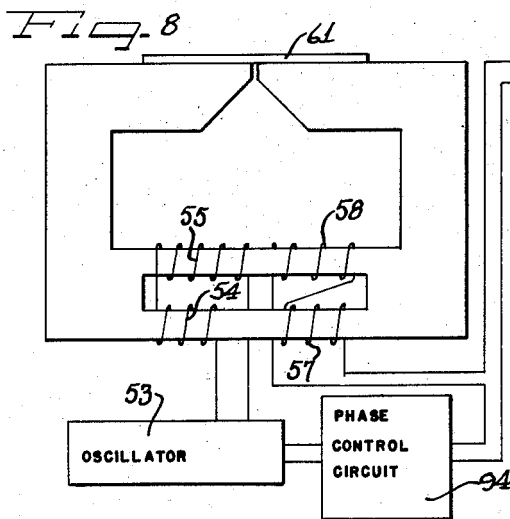 Fig. 8
61
55
58
54
57
53
OSCILLATOR
PHASE
CONTROL
CIRCUIT
94